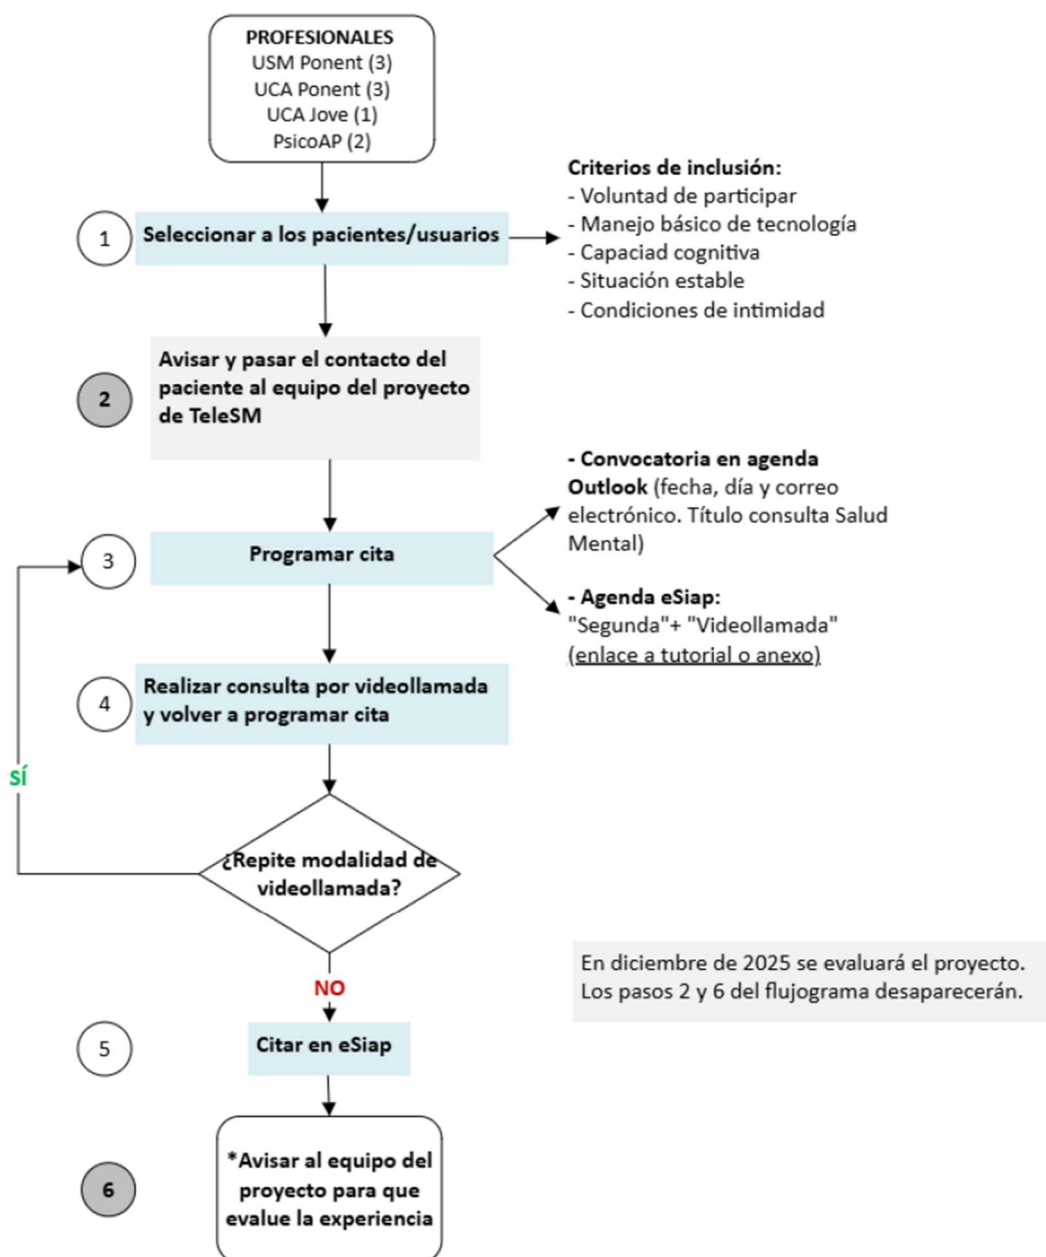 PROFESIONALES
USM Ponent (3)
UCA Ponent (3)
UCA Jove (1)
PsicoAP (2)
1
Seleccionar a los pacientes/usuarios
Criterios de inclusión:
- Voluntad de participar
- Manejo básico de tecnología
- Capaciad cognitiva
- Situación estable
- Condiciones de intimidad
2
Avisar y pasar el contacto del
paciente al equipo del proyecto
de TeleSM
3
Programar cita
- Convocatoria en agenda
Outlook (fecha, día y correo
electrónico. Título consulta Salud
Mental)
- Agenda eSiap:
"Segunda"+ "Videollamada"
(enlace a tutorial o anexo)
4
Realizar consulta por videollamada
y volver a programar cita
SÍ
¿Repite modalidad de
videollamada?
NO
En diciembre de 2025 se evaluará el proyecto.
Los pasos 2 y 6 del flujograma desaparecerán.
5
Citar en eSiap
6
*Avisar al equipo del
proyecto para que
evalue la experiencia